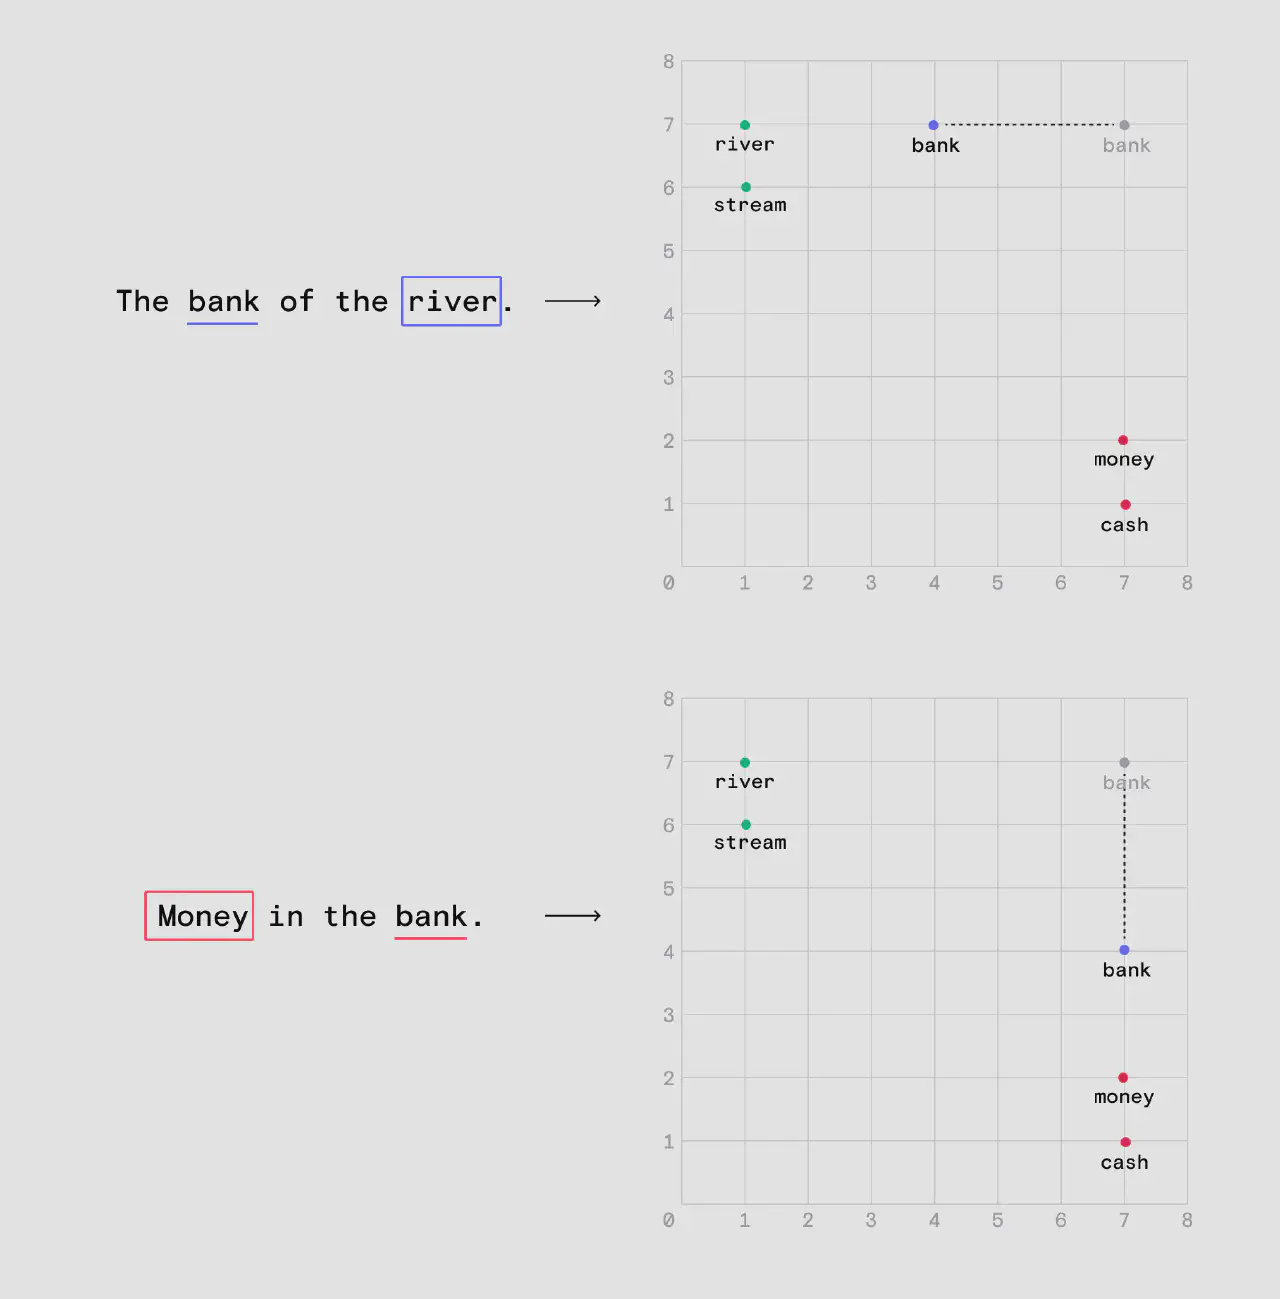 8
7
river
bank
bank
6
stream
5
The bank of the river.
4
3
2
money
1
cash
0 1 2 3 4 5 6 7 8
8
7
river
bank
6
stream
5
Money in the bank.
4
bank
3
2
money
1
cash
0 1 2 3 4 5 6 7 8